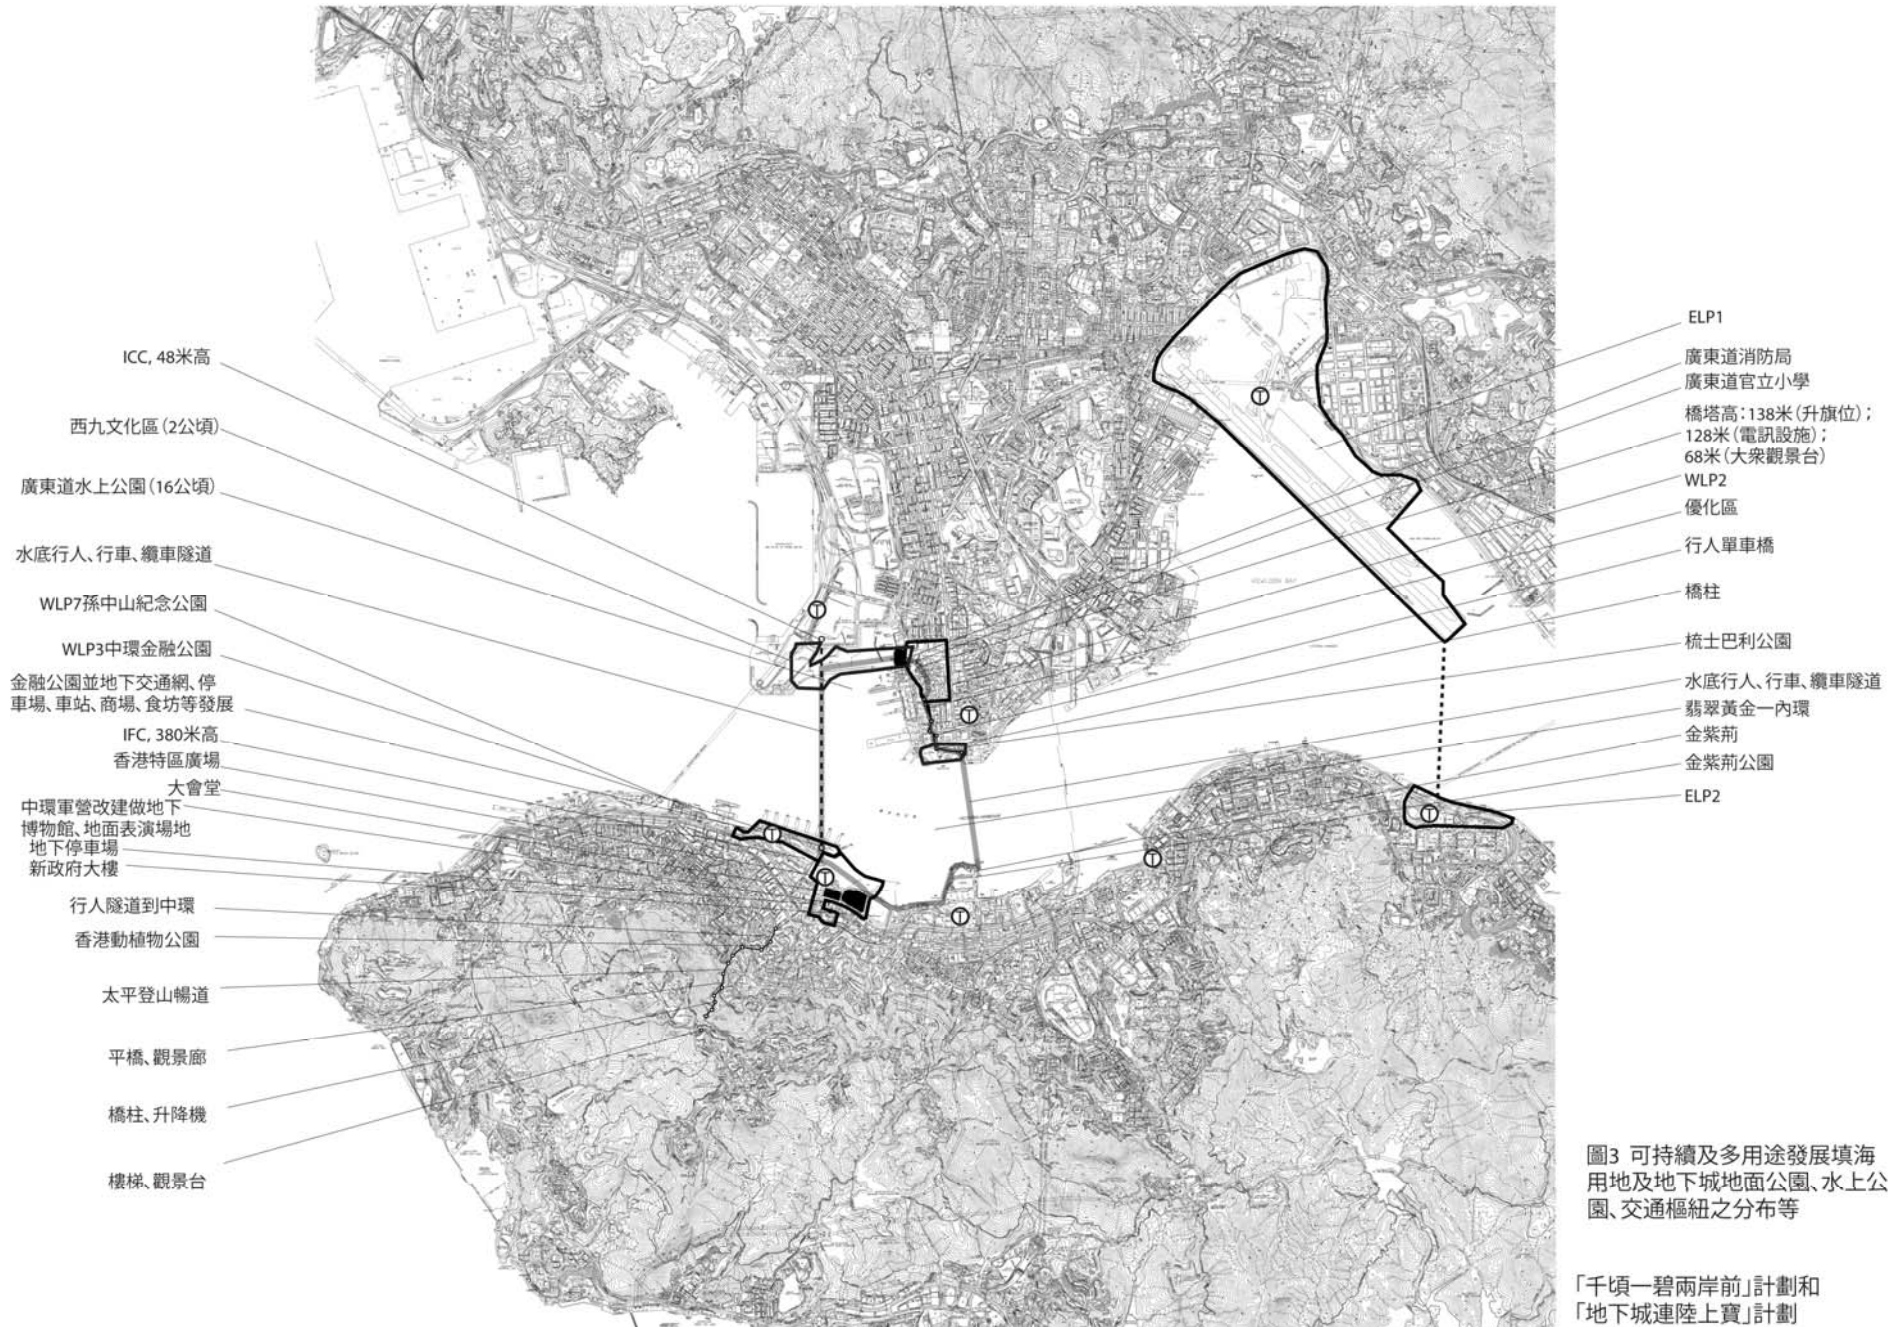 ICC, 48米高
西九文化區(2公頃)
廣東道水上公園(16公頃)
水底行人、行車、纜車隧道
WLP7孫中山紀念公園
WLP3中環金融公園
金融公園並地下交通網、停
車場、車站、商場、食坊等發展
IFC, 380米高
香港特區廣場
大會堂
中環軍營改建做地下
博物館、地面表演場地
地下停車場
新政府大樓
行人隧道到中環
香港動植物公園
太平登山暢道
平橋、觀景廊
橋柱、升降機
樓梯、觀景台
ELP1
廣東道消防局
廣東道官立小學
橋塔高：138米(升旗位)；
128米(電訊設施)；
68米(大衆觀景台)
WLP2
優化區
行人單車橋
橋柱
梳士巴利公園
水底行人、行車、纜車隧道
翡翠黃金一內環
金紫荊
金紫荊公園
ELP2
圖3 可持續及多用途發展填海
用地及地下城地面公園、水上公
園、交通樞紐之分布等
「千頃一碧兩岸前」計劃和
「地下城連陸上寶」計劃